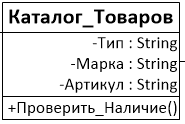 Каталог_Товаров
-Тип : String
-Марка : String
-Артикул : String
+Проверить_Наличие()